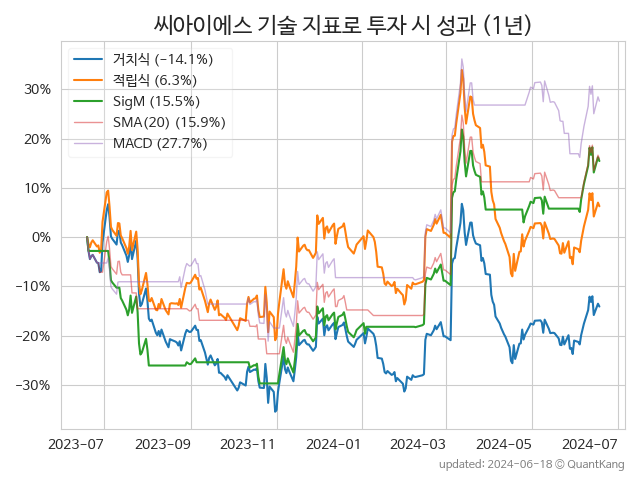 씨아이에스 기술 지표로 투자 시 성과 (1년)
거치식 (−14.1%)
적립식 (6.3%)
SigM (15.5%)
SMA(20) (15.9%)
MACD (27.7%)
30%
20%
10%
0%
−10%
−20%
−30%
2023-07 2023-09 2023-11 2024-01 2024-03 2024-05 2024-07
updated: 2024-06-18 © QuantKang